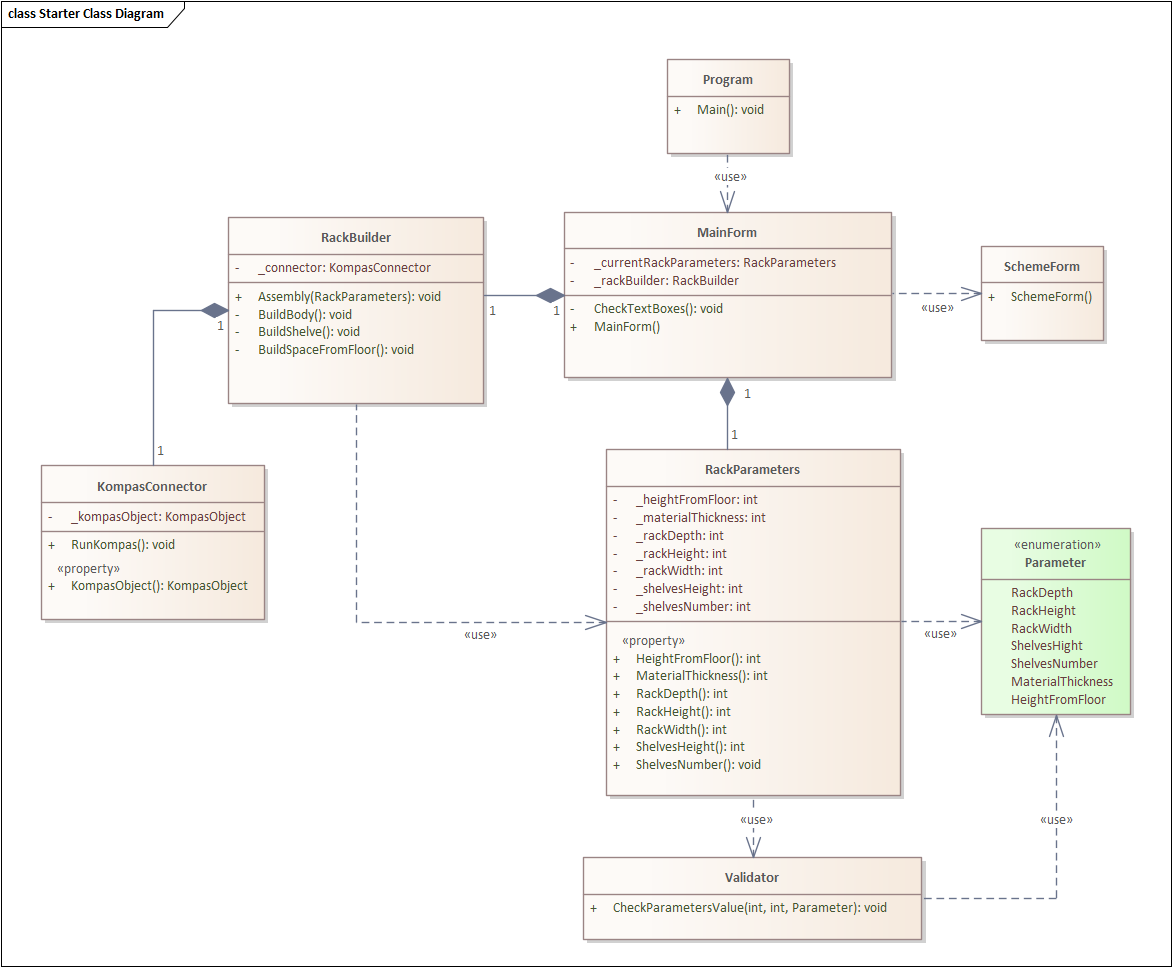 class Starter Class Diagram
Program
+ Main(): void
«use»
RackBuilder
- _connector: KompasConnector
+ Assembly(RackParameters): void
- BuildBody(): void
- BuildShelve(): void
- BuildSpaceFromFloor(): void
MainForm
- _currentRackParameters: RackParameters
- _rackBuilder: RackBuilder
- CheckTextBoxes(): void
+ MainForm()
SchemeForm
+ SchemeForm()
«use»
1
1
1
1
1
1
KompasConnector
- _kompasObject: KompasObject
+ RunKompas(): void
«property»
+ KompasObject(): KompasObject
«use»
RackParameters
- _heightFromFloor: int
- _materialThickness: int
- _rackDepth: int
- _rackHeight: int
- _rackWidth: int
- _shelvesHeight: int
- _shelvesNumber: int
«property»
+ HeightFromFloor(): int
+ MaterialThickness(): int
+ RackDepth(): int
+ RackHeight(): int
+ RackWidth(): int
+ ShelvesHeight(): int
+ ShelvesNumber(): void
«use»
«enumeration»
Parameter
RackDepth
RackHeight
RackWidth
ShelvesHight
ShelvesNumber
MaterialThickness
HeightFromFloor
«use»
«use»
Validator
+ CheckParametersValue(int, int, Parameter): void